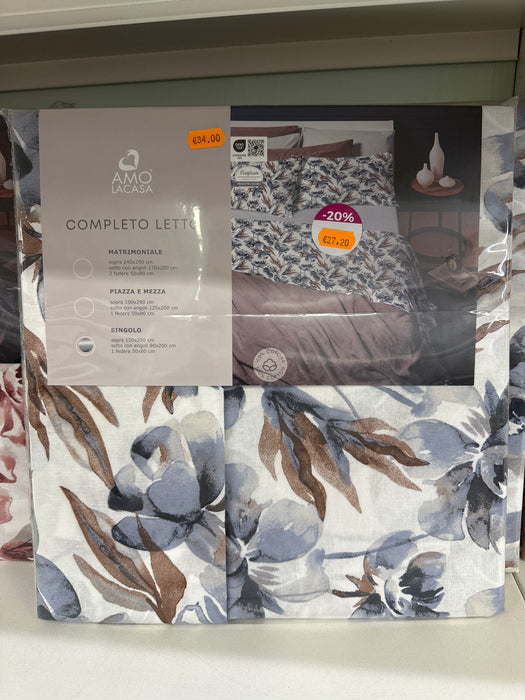 AMO
LACASA
€34.00
COMPLETO LETTO
MATRIMONIALE
sopra 240x290 cm
sotto con angoli 170x200 cm
2 federe 50x80 cm
PIAZZA E MEZZA
sopra 190x290 cm
sotto con angoli 125x200 cm
1 federa 50x80 cm
SINGOLO
sopra 150x290 cm
sotto con angoli 90x200 cm
1 federa 50x80 cm
-20%
€27.20
100% COTONE